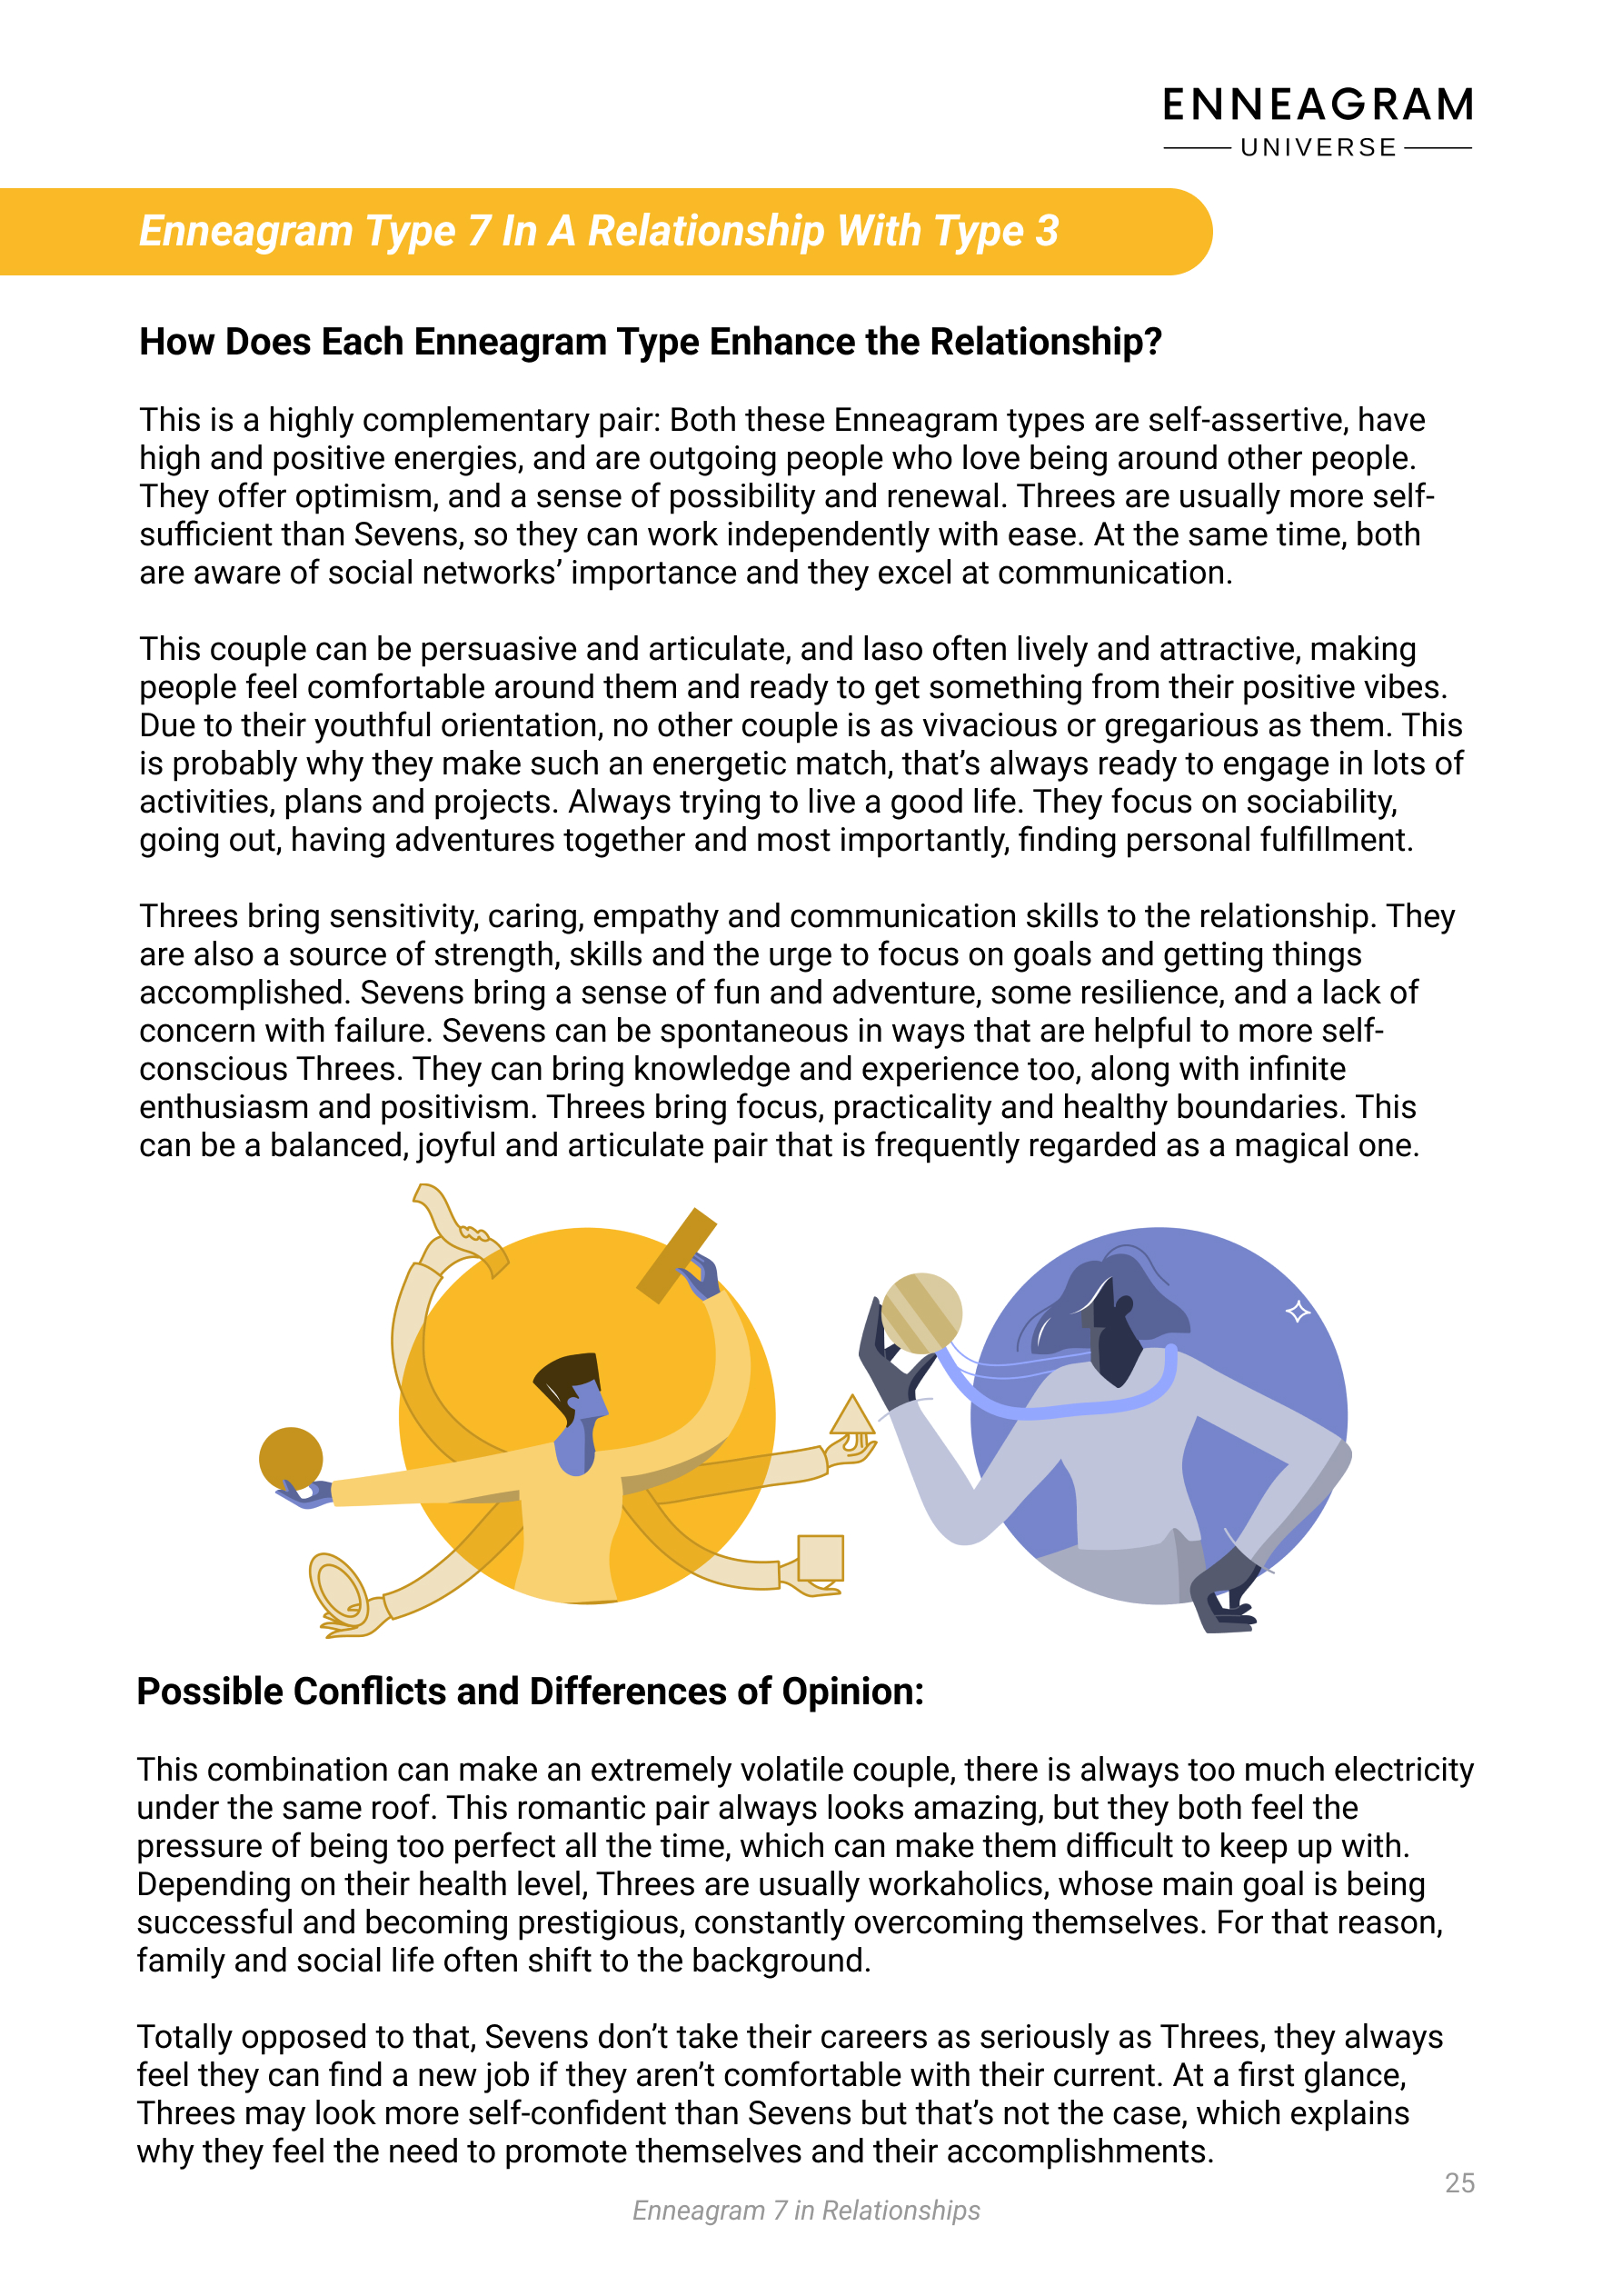 ENNEAGRAM
UNIVERSE
Enneagram Type 7 In A Relationship With Type 3
How Does Each Enneagram Type Enhance the Relationship?
This is a highly complementary pair: Both these Enneagram types are self-assertive, have
high and positive energies, and are outgoing people who love being around other people.
They offer optimism, and a sense of possibility and renewal. Threes are usually more self-
sufficient than Sevens, so they can work independently with ease. At the same time, both
are aware of social networks’ importance and they excel at communication.
This couple can be persuasive and articulate, and laso often lively and attractive, making
people feel comfortable around them and ready to get something from their positive vibes.
Due to their youthful orientation, no other couple is as vivacious or gregarious as them. This
is probably why they make such an energetic match, that’s always ready to engage in lots of
activities, plans and projects. Always trying to live a good life. They focus on sociability,
going out, having adventures together and most importantly, finding personal fulfillment.
Threes bring sensitivity, caring, empathy and communication skills to the relationship. They
are also a source of strength, skills and the urge to focus on goals and getting things
accomplished. Sevens bring a sense of fun and adventure, some resilience, and a lack of
concern with failure. Sevens can be spontaneous in ways that are helpful to more self-
conscious Threes. They can bring knowledge and experience too, along with infinite
enthusiasm and positivism. Threes bring focus, practicality and healthy boundaries. This
can be a balanced, joyful and articulate pair that is frequently regarded as a magical one.
Possible Conflicts and Differences of Opinion:
This combination can make an extremely volatile couple, there is always too much electricity
under the same roof. This romantic pair always looks amazing, but they both feel the
pressure of being too perfect all the time, which can make them difficult to keep up with.
Depending on their health level, Threes are usually workaholics, whose main goal is being
successful and becoming prestigious, constantly overcoming themselves. For that reason,
family and social life often shift to the background.
Totally opposed to that, Sevens don’t take their careers as seriously as Threes, they always
feel they can find a new job if they aren’t comfortable with their current. At a first glance,
Threes may look more self-confident than Sevens but that’s not the case, which explains
why they feel the need to promote themselves and their accomplishments.
25
Enneagram 7 in Relationships